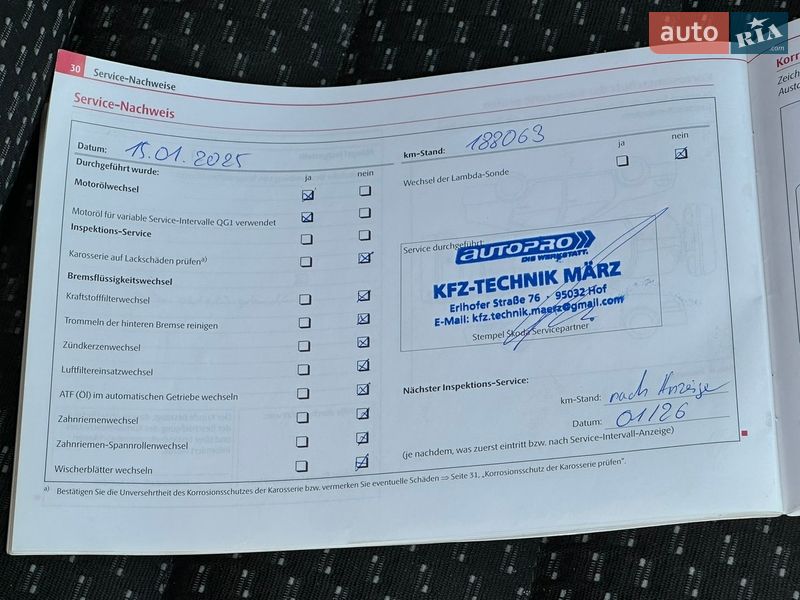 auto RIA .com
30 Service-Nachweise
Service-Nachweis
Datum: 15.01.2025
Durchgeführt wurde: ja nein
Motorölwechsel
Motoröl für variable Service-Intervalle QG1 verwendet
Inspektions-Service
Karosserie auf Lackschäden prüfen a)
Bremsflüssigkeitswechsel
Kraftstofffilterwechsel
Trommeln der hinteren Bremse reinigen
Zündkerzenwechsel
Luftfiltereinsatzwechsel
ATF (Öl) im automatischen Getriebe wechseln
Zahnriemenwechsel
Zahnriemen-Spannrollenwechsel
Wischerblätter wechseln
km-Stand: 188063
ja nein
Wechsel der Lambda-Sonde
Service durchgeführt:
AUTOPRO
DIE WERKSTATT.
KFZ-TECHNIK MÄRZ
Erlhofer Straße 76 · 95032 Hof
E-Mail: kfz.technik.maerz@gmail.com
Stempel Škoda Servicepartner
Nächster Inspektions-Service:
km-Stand: nach Anzeige
Datum: 01/26
(je nachdem, was zuerst eintritt bzw. nach Service-Intervall-Anzeige)
a) Bestätigen Sie die Unversehrtheit des Korrosionsschutzes der Karosserie bzw. vermerken Sie eventuelle Schäden ⇒ Seite 31, „Korrosionsschutz der Karosserie prüfen“.
Korr
Zeich
Austo